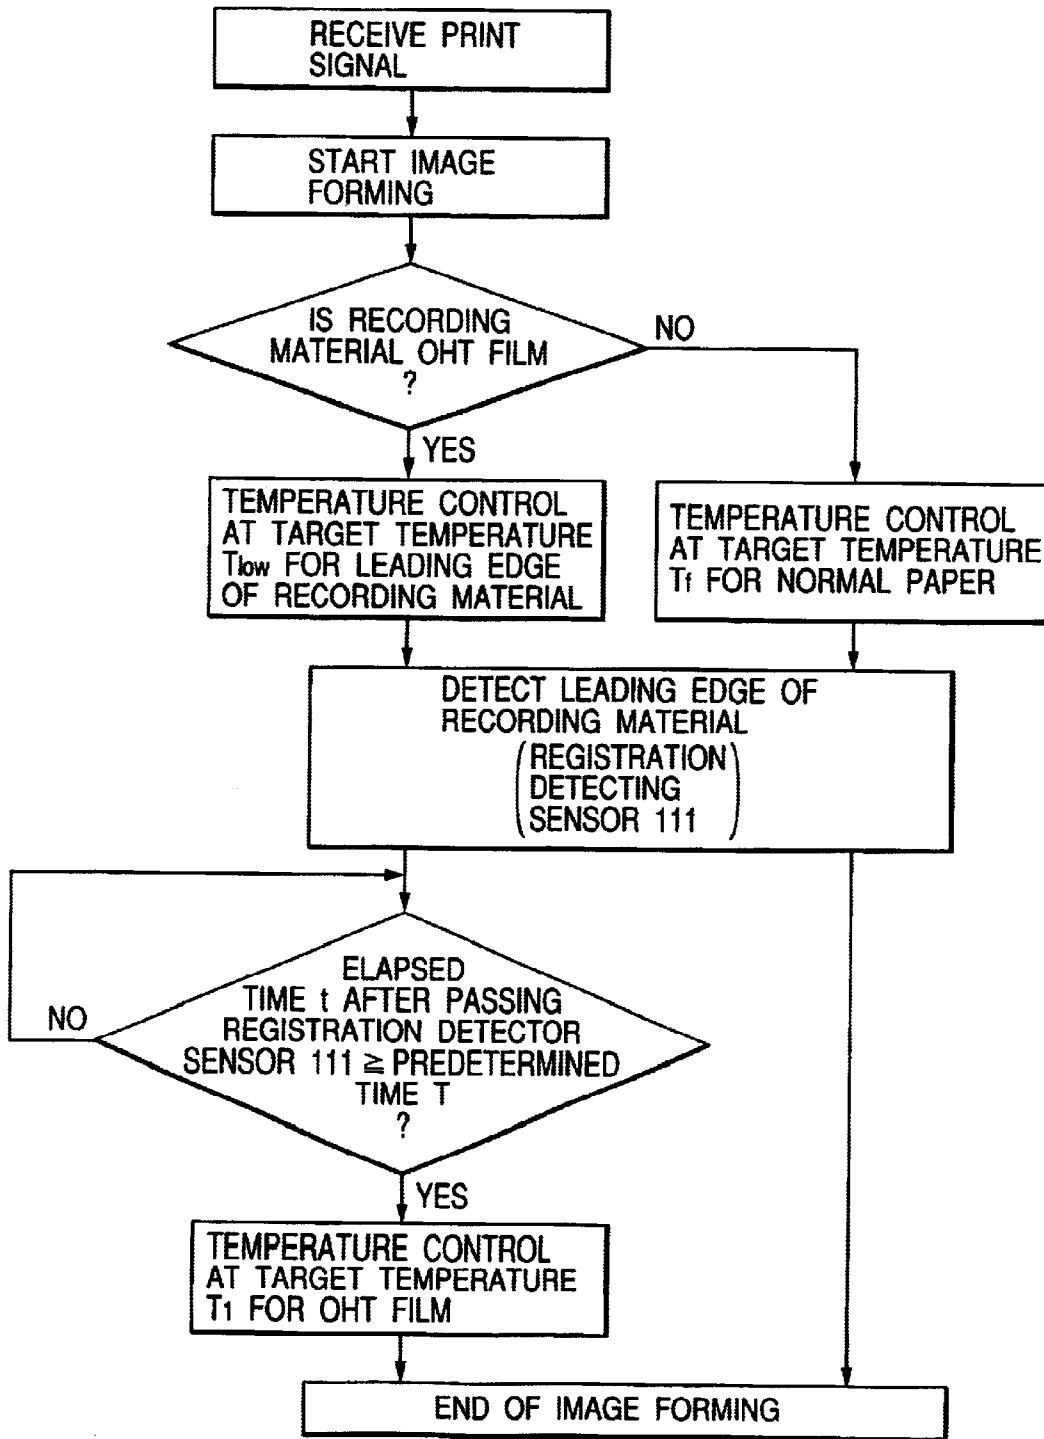 RECEIVE PRINT
SIGNAL
START IMAGE
FORMING
IS RECORDING
MATERIAL OHT FILM
?
NO
YES
TEMPERATURE CONTROL
AT TARGET TEMPERATURE
Tlow FOR LEADING EDGE
OF RECORDING MATERIAL
TEMPERATURE CONTROL
AT TARGET TEMPERATURE
Tf FOR NORMAL PAPER
DETECT LEADING EDGE OF
RECORDING MATERIAL
(REGISTRATION
DETECTING
SENSOR 111)
ELAPSED
TIME t AFTER PASSING
REGISTRATION DETECTOR
SENSOR 111 ≧ PREDETERMINED
TIME T
?
NO
YES
TEMPERATURE CONTROL
AT TARGET TEMPERATURE
T1 FOR OHT FILM
END OF IMAGE FORMING